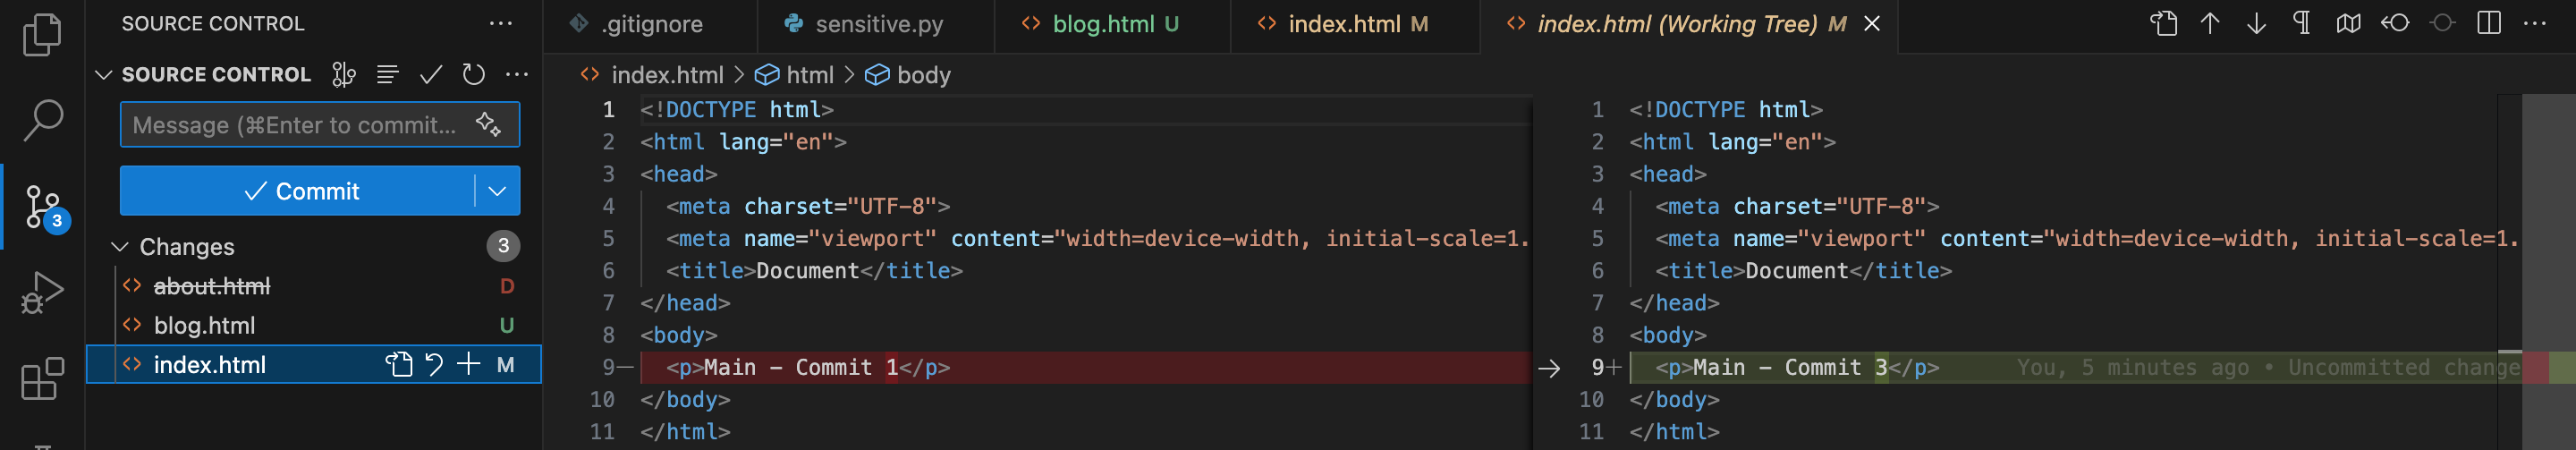 SOURCE CONTROL
SOURCE CONTROL
Message (⌘Enter to commit...
Commit
Changes 3
about.html D
blog.html U
index.html M
3
.gitignore
sensitive.py
blog.html U
index.html M
index.html (Working Tree) M
index.html > html > body
1 <!DOCTYPE html>
2 <html lang="en">
3 <head>
4 <meta charset="UTF-8">
5 <meta name="viewport" content="width=device-width, initial-scale=1.
6 <title>Document</title>
7 </head>
8 <body>
9− <p>Main − Commit 1</p>
10 </body>
11 </html>
1 <!DOCTYPE html>
2 <html lang="en">
3 <head>
4 <meta charset="UTF-8">
5 <meta name="viewport" content="width=device-width, initial-scale=1.
6 <title>Document</title>
7 </head>
8 <body>
9+ <p>Main − Commit 3</p> You, 5 minutes ago • Uncommitted change
10 </body>
11 </html>